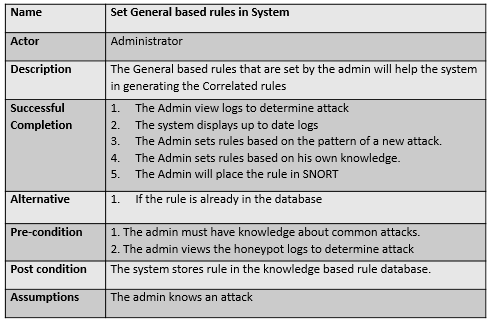 Name Set General based rules in System
Actor Administrator
Description The General based rules that are set by the admin will help the system
in generating the Correlated rules
Successful 1. The Admin view logs to determine attack
Completion 2. The system displays up to date logs
3. The Admin sets rules based on the pattern of a new attack.
4. The Admin sets rules based on his own knowledge.
5. The Admin will place the rule in SNORT
Alternative 1. If the rule is already in the database
Pre-condition 1. The admin must have knowledge about common attacks.
2. The admin views the honeypot logs to determine attack
Post condition The system stores rule in the knowledge based rule database.
Assumptions The admin knows an attack